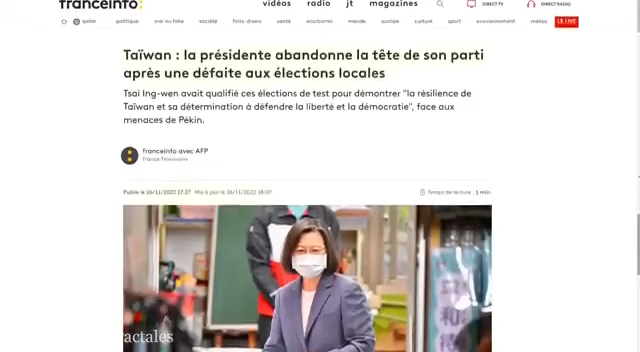 franceinfo:
vidéos radio jt magazines DIRECT TV DIRECT RADIO
qatar politique vrai ou fake société faits-divers santé éco/conso monde europe culture sport environnement météo LE LIVE
Taïwan : la présidente abandonne la tête de son parti
après une défaite aux élections locales
Tsai Ing-wen avait qualifié ces élections de test pour démontrer "la résilience de
Taïwan et sa détermination à défendre la liberté et la démocratie", face aux
menaces de Pékin.
franceinfo avec AFP
France Télévisions
Publié le 26/11/2022 17:27 Mis à jour le 26/11/2022 18:07 Temps de lecture : 1 min.
actales